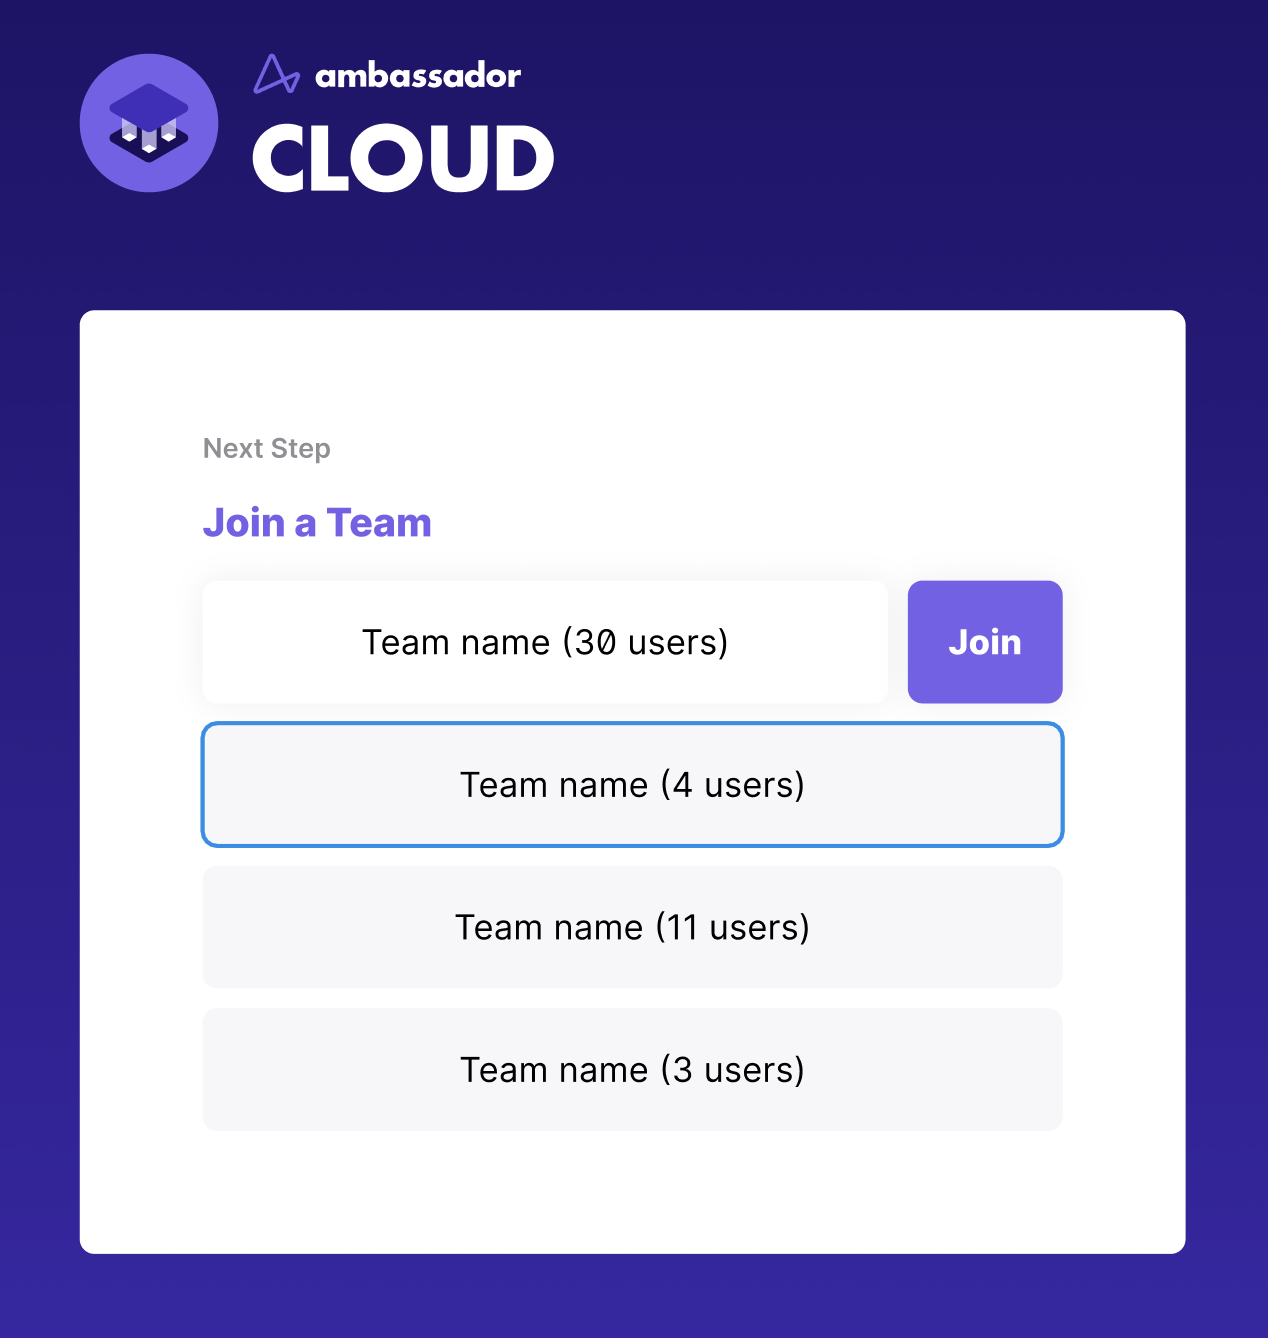 ambassador
CLOUD
Next Step
Join a Team
Team name (30 users)
Join
Team name (4 users)
Team name (11 users)
Team name (3 users)